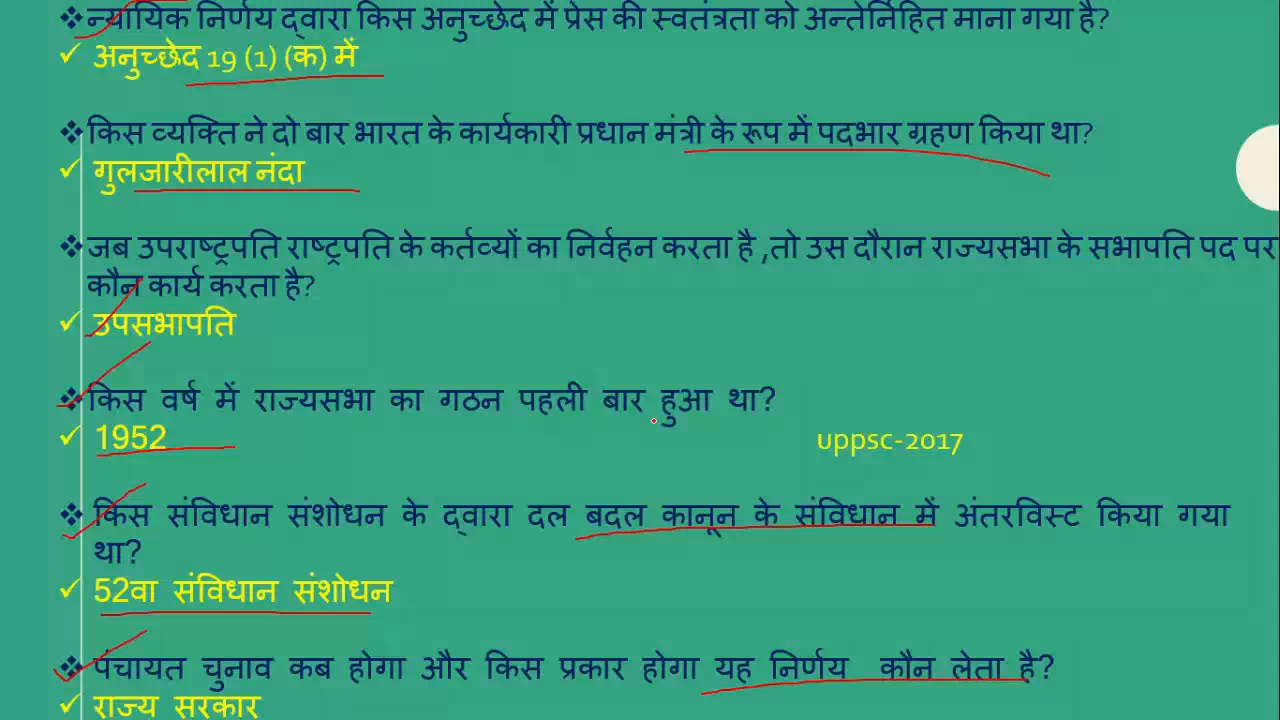 ❖न्यायिक निर्णय द्वारा किस अनुच्छेद में प्रेस की स्वतंत्रता को अन्तेर्निहित माना गया है?
✓ अनुच्छेद 19 (1) (क) में
❖किस व्यक्ति ने दो बार भारत के कार्यकारी प्रधान मंत्री के रूप में पदभार ग्रहण किया था?
✓ गुलजारीलाल नंदा
❖जब उपराष्ट्रपति राष्ट्रपति के कर्तव्यों का निर्वहन करता है ,तो उस दौरान राज्यसभा के सभापति पद पर
कौन कार्य करता है?
✓ उपसभापति
❖किस वर्ष में राज्यसभा का गठन पहली बार हुआ था?
✓ 1952 uppsc-2017
❖ किस संविधान संशोधन के द्वारा दल बदल कानून के संविधान में अंतरविस्ट किया गया
था?
✓ 52वा संविधान संशोधन
❖ पंचायत चुनाव कब होगा और किस प्रकार होगा यह निर्णय कौन लेता है?
✓ राज्य सरकार